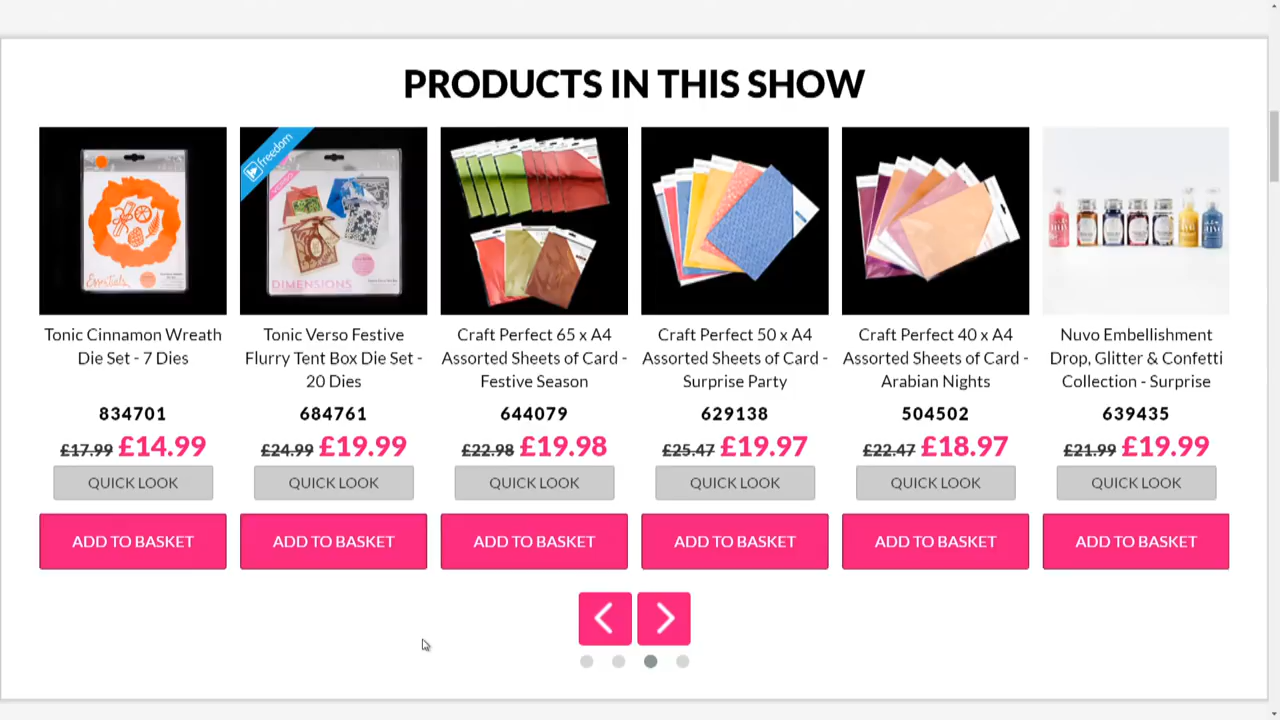 PRODUCTS IN THIS SHOW
freedom
Essentials
DIMENSIONS
Tonic Cinnamon Wreath
Die Set - 7 Dies
834701
£17.99 £14.99
QUICK LOOK
ADD TO BASKET
Tonic Verso Festive
Flurry Tent Box Die Set -
20 Dies
684761
£24.99 £19.99
QUICK LOOK
ADD TO BASKET
Craft Perfect 65 x A4
Assorted Sheets of Card -
Festive Season
644079
£22.98 £19.98
QUICK LOOK
ADD TO BASKET
Craft Perfect 50 x A4
Assorted Sheets of Card -
Surprise Party
629138
£25.47 £19.97
QUICK LOOK
ADD TO BASKET
Craft Perfect 40 x A4
Assorted Sheets of Card -
Arabian Nights
504502
£22.47 £18.97
QUICK LOOK
ADD TO BASKET
Nuvo Embellishment
Drop, Glitter & Confetti
Collection - Surprise
639435
£21.99 £19.99
QUICK LOOK
ADD TO BASKET